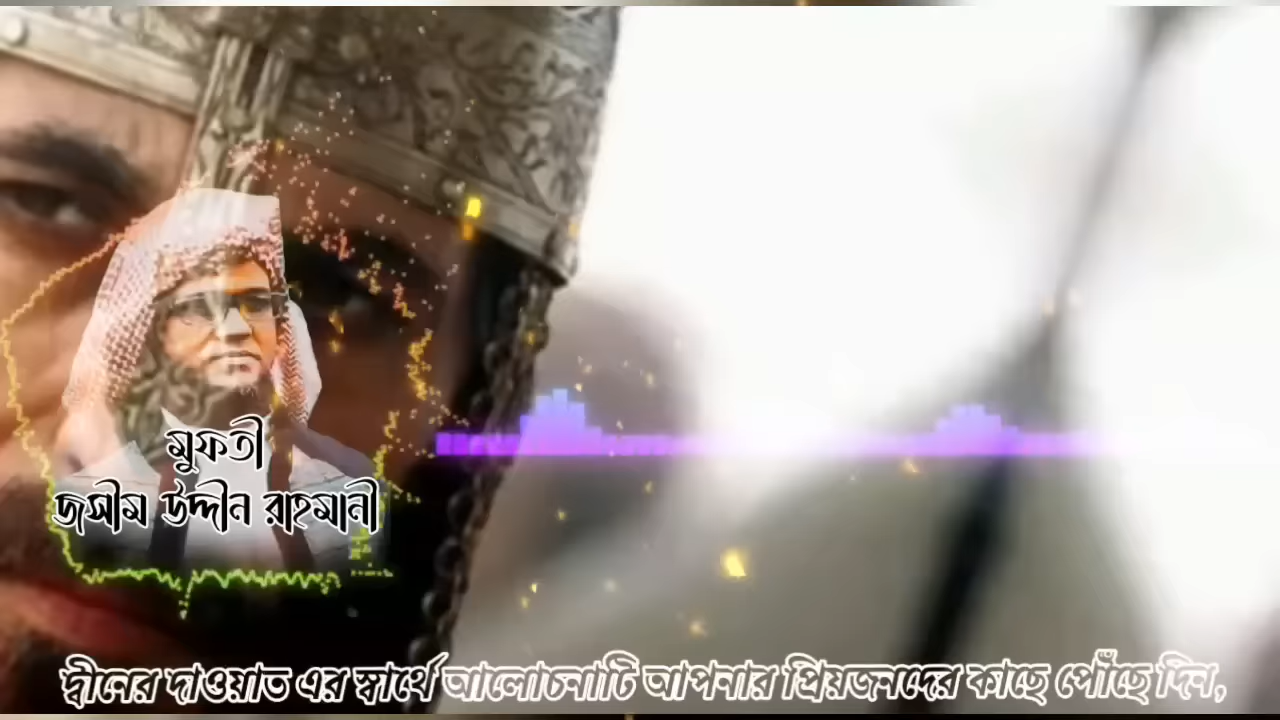 মুফতী
জসীম উদ্দীন রাহমানী
দ্বীনের দাওয়াত এর স্বার্থে আলোচনাটি আপনার প্রিয়জনদের কাছে পৌঁছে দিন,